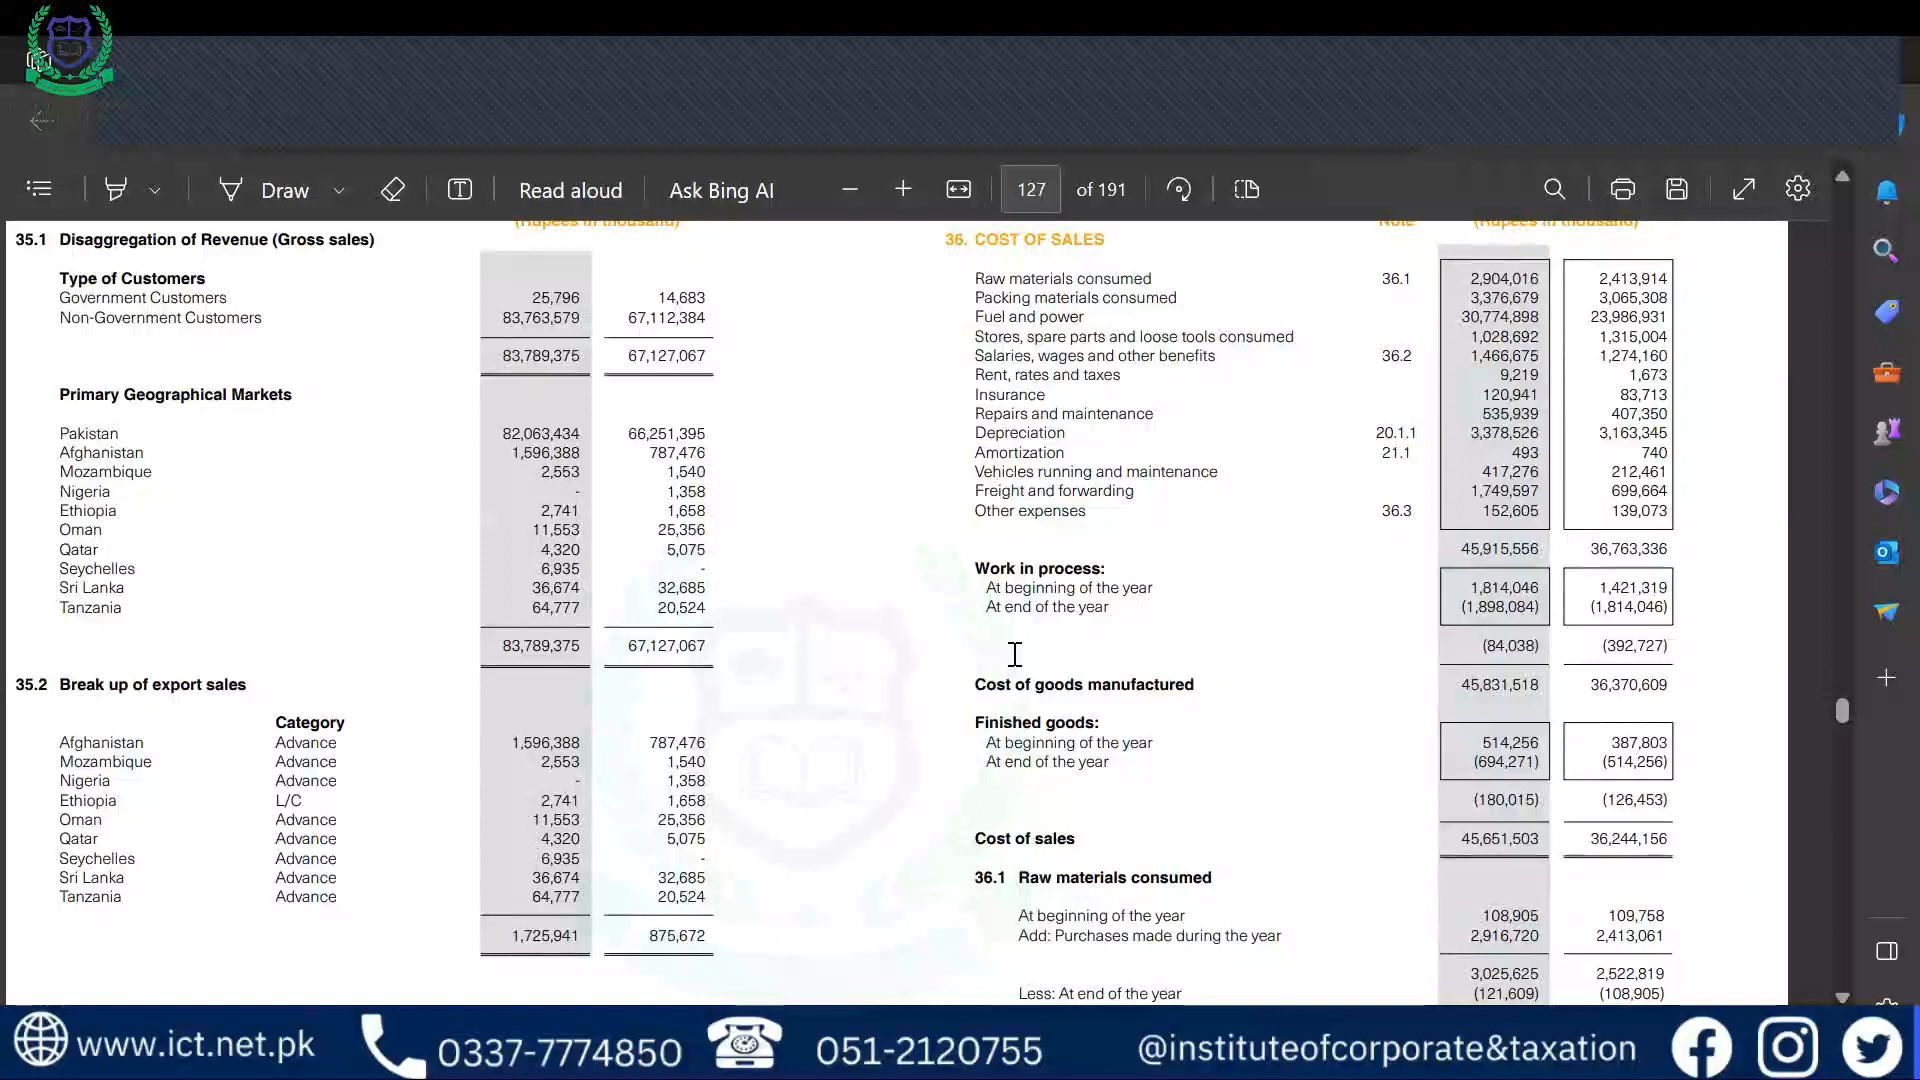 Draw
Read aloud
Ask Bing AI
127 of 191
(Rupees in thousand)
35.1 Disaggregation of Revenue (Gross sales)
Type of Customers
Government Customers 25,796 14,683
Non-Government Customers 83,763,579 67,112,384
83,789,375 67,127,067
Primary Geographical Markets
Pakistan 82,063,434 66,251,395
Afghanistan 1,596,388 787,476
Mozambique 2,553 1,540
Nigeria - 1,358
Ethiopia 2,741 1,658
Oman 11,553 25,356
Qatar 4,320 5,075
Seychelles 6,935 -
Sri Lanka 36,674 32,685
Tanzania 64,777 20,524
83,789,375 67,127,067
35.2 Break up of export sales
Category
Afghanistan Advance 1,596,388 787,476
Mozambique Advance 2,553 1,540
Nigeria Advance - 1,358
Ethiopia L/C 2,741 1,658
Oman Advance 11,553 25,356
Qatar Advance 4,320 5,075
Seychelles Advance 6,935 -
Sri Lanka Advance 36,674 32,685
Tanzania Advance 64,777 20,524
1,725,941 875,672
Note (Rupees in thousand)
36. COST OF SALES
Raw materials consumed 36.1 2,904,016 2,413,914
Packing materials consumed 3,376,679 3,065,308
Fuel and power 30,774,898 23,986,931
Stores, spare parts and loose tools consumed 1,028,692 1,315,004
Salaries, wages and other benefits 36.2 1,466,675 1,274,160
Rent, rates and taxes 9,219 1,673
Insurance 120,941 83,713
Repairs and maintenance 535,939 407,350
Depreciation 20.1.1 3,378,526 3,163,345
Amortization 21.1 493 740
Vehicles running and maintenance 417,276 212,461
Freight and forwarding 1,749,597 699,664
Other expenses 36.3 152,605 139,073
45,915,556 36,763,336
Work in process:
At beginning of the year 1,814,046 1,421,319
At end of the year (1,898,084) (1,814,046)
(84,038) (392,727)
Cost of goods manufactured 45,831,518 36,370,609
Finished goods:
At beginning of the year 514,256 387,803
At end of the year (694,271) (514,256)
(180,015) (126,453)
Cost of sales 45,651,503 36,244,156
36.1 Raw materials consumed
At beginning of the year 108,905 109,758
Add: Purchases made during the year 2,916,720 2,413,061
3,025,625 2,522,819
Less: At end of the year (121,609) (108,905)
www.ict.net.pk 0337-7774850 051-2120755 @instituteofcorporate&taxation